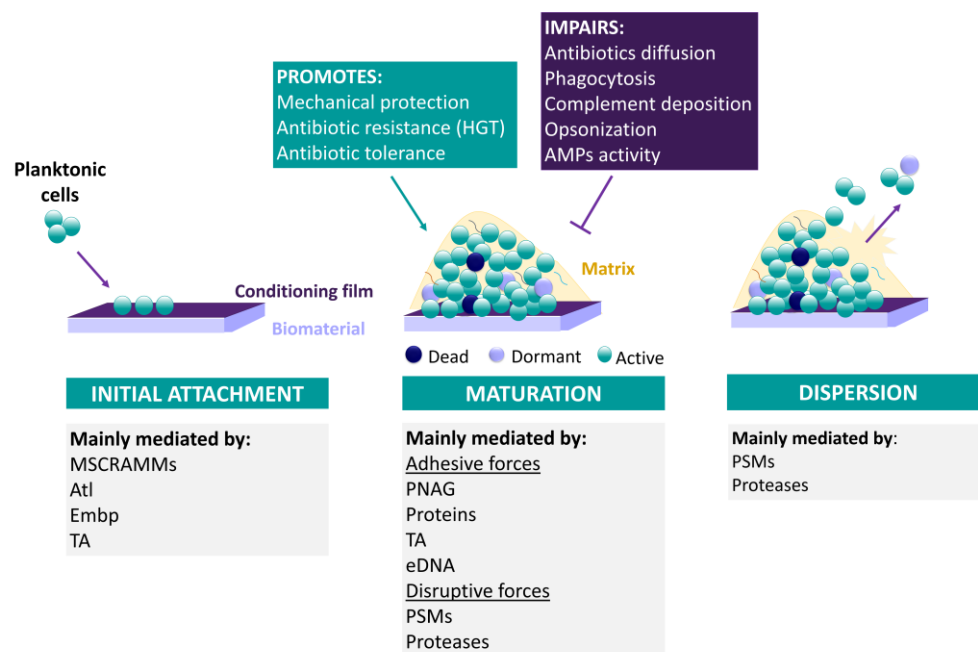 IMPAIRS:
Antibiotics diffusion
Phagocytosis
Complement deposition
Opsonization
AMPs activity
PROMOTES:
Mechanical protection
Antibiotic resistance (HGT)
Antibiotic tolerance
Planktonic
cells
Conditioning film
Biomaterial
Matrix
Dead
Dormant
Active
INITIAL ATTACHMENT
Mainly mediated by:
MSCRAMMs
Atl
Embp
TA
MATURATION
Mainly mediated by:
Adhesive forces
PNAG
Proteins
TA
eDNA
Disruptive forces
PSMs
Proteases
DISPERSION
Mainly mediated by:
PSMs
Proteases